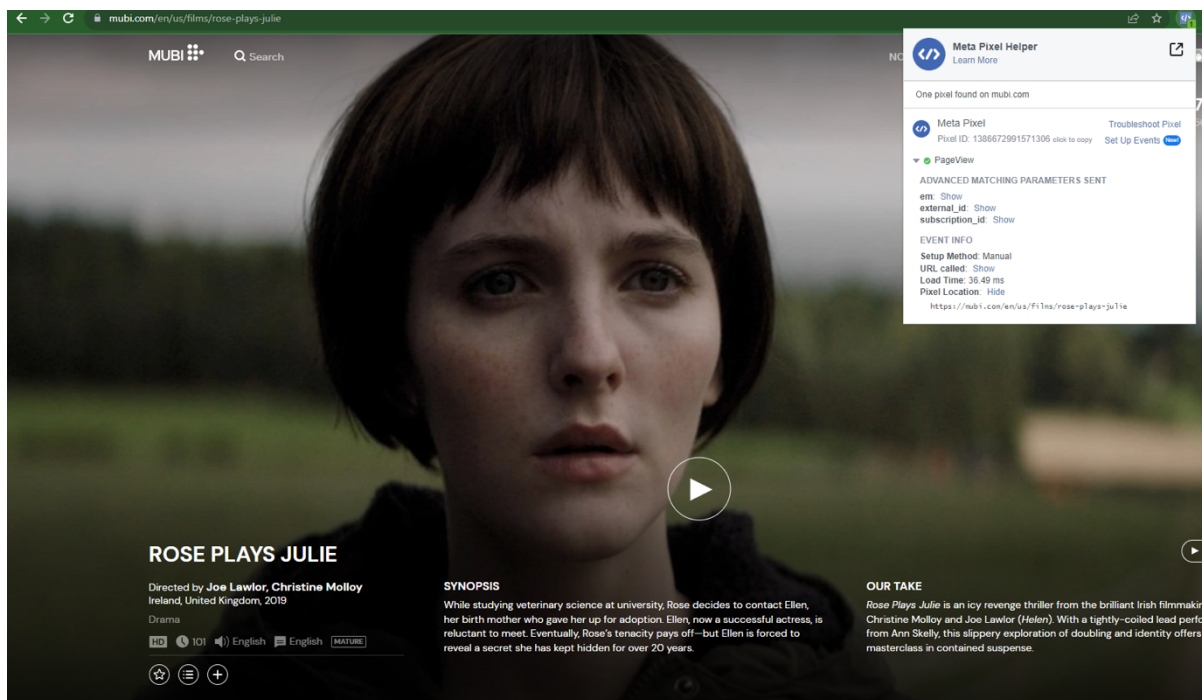 mubi.com/en/us/films/rose-plays-julie
MUBI
Search
Meta Pixel Helper
Learn More
One pixel found on mubi.com
Meta Pixel
Troubleshoot Pixel
Pixel ID: 1386672991571306 click to copy
Set Up Events New!
PageView
ADVANCED MATCHING PARAMETERS SENT
em: Show
external_id: Show
subscription_id: Show
EVENT INFO
Setup Method: Manual
URL called: Show
Load Time: 36.49 ms
Pixel Location: Hide
https://mubi.com/en/us/films/rose-plays-julie
ROSE PLAYS JULIE
Directed by Joe Lawlor, Christine Molloy
Ireland, United Kingdom, 2019
Drama
HD 101 English English MATURE
SYNOPSIS
While studying veterinary science at university, Rose decides to contact Ellen,
her birth mother who gave her up for adoption. Ellen, now a successful actress, is
reluctant to meet. Eventually, Rose's tenacity pays off—but Ellen is forced to
reveal a secret she has kept hidden for over 20 years.
OUR TAKE
Rose Plays Julie is an icy revenge thriller from the brilliant Irish
Christine Molloy and Joe Lawlor (Helen). With a tightly-coiled lead
from Ann Skelly, this slippery exploration of doubling and identity offers
masterclass in contained suspense.